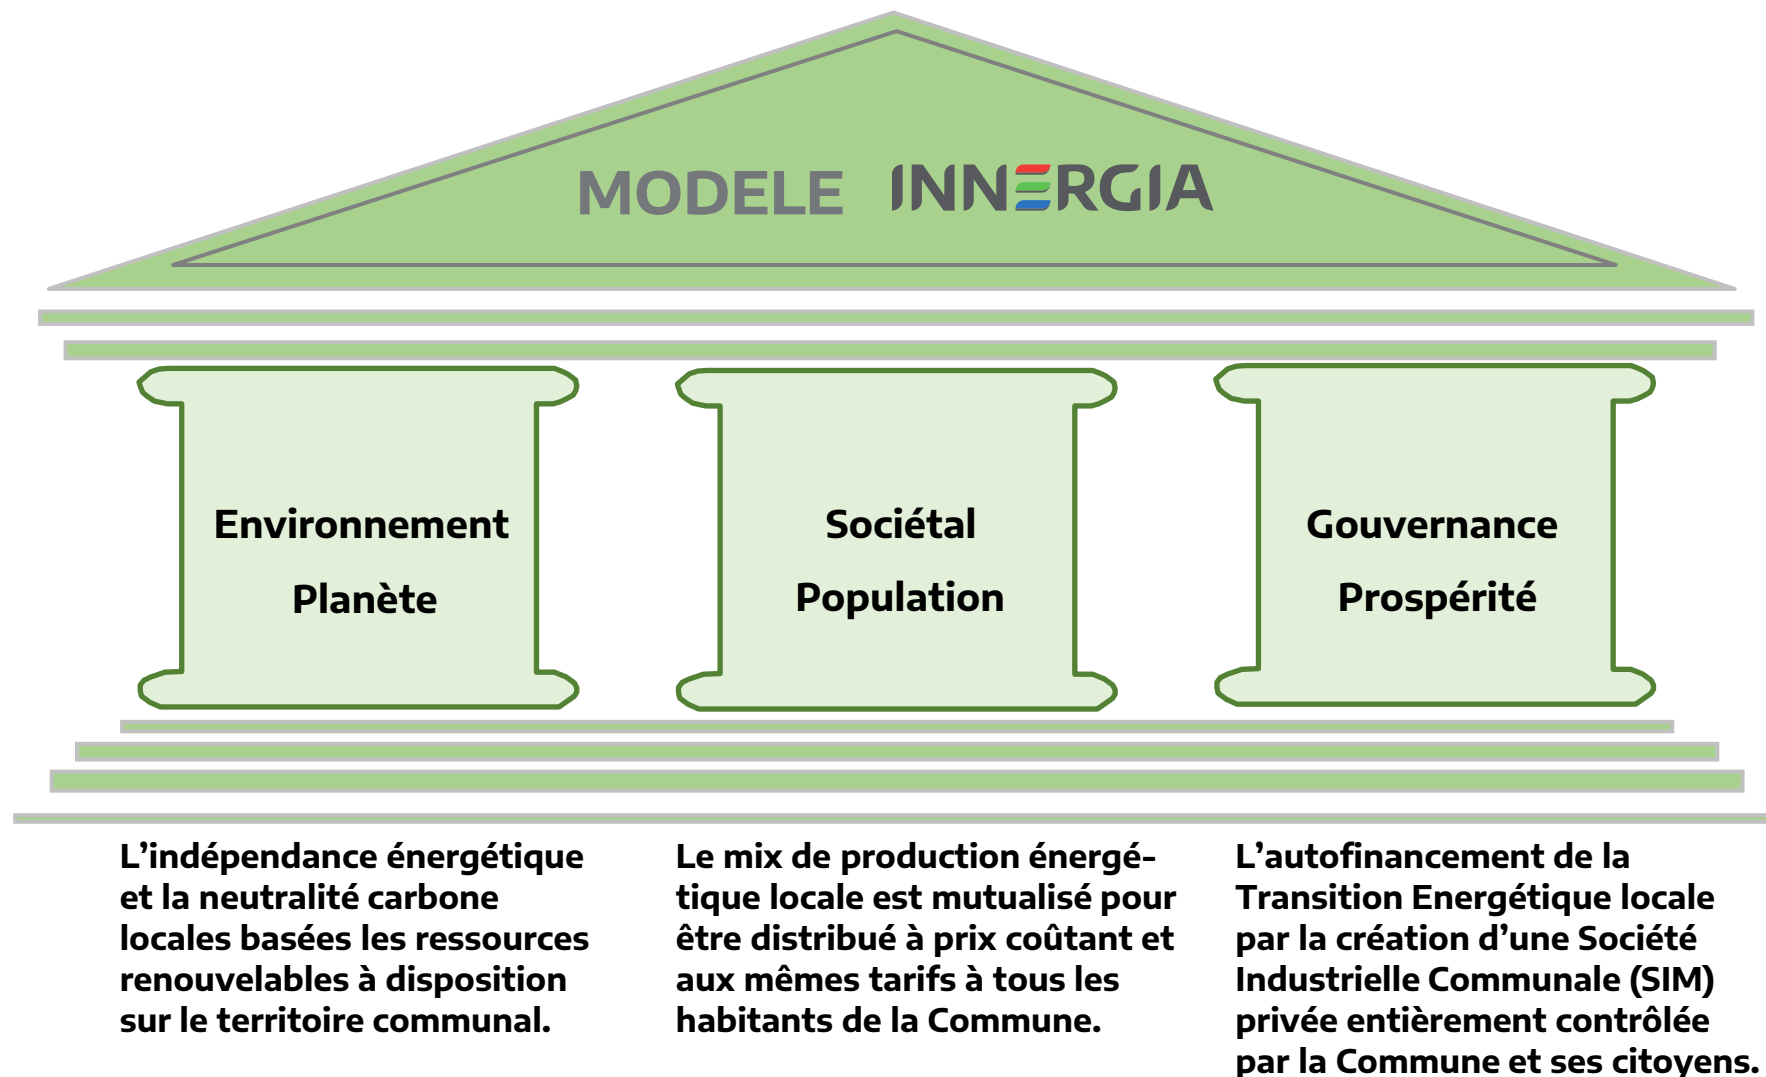 MODELE INNERGIA
Environnement
Planète
Sociétal
Population
Gouvernance
Prospérité
L’indépendance énergétique
et la neutralité carbone
locales basées les ressources
renouvelables à disposition
sur le territoire communal.
Le mix de production énergé-
tique locale est mutualisé pour
être distribué à prix coûtant et
aux mêmes tarifs à tous les
habitants de la Commune.
L’autofinancement de la
Transition Energétique locale
par la création d’une Société
Industrielle Communale (SIM)
privée entièrement contrôlée
par la Commune et ses citoyens.